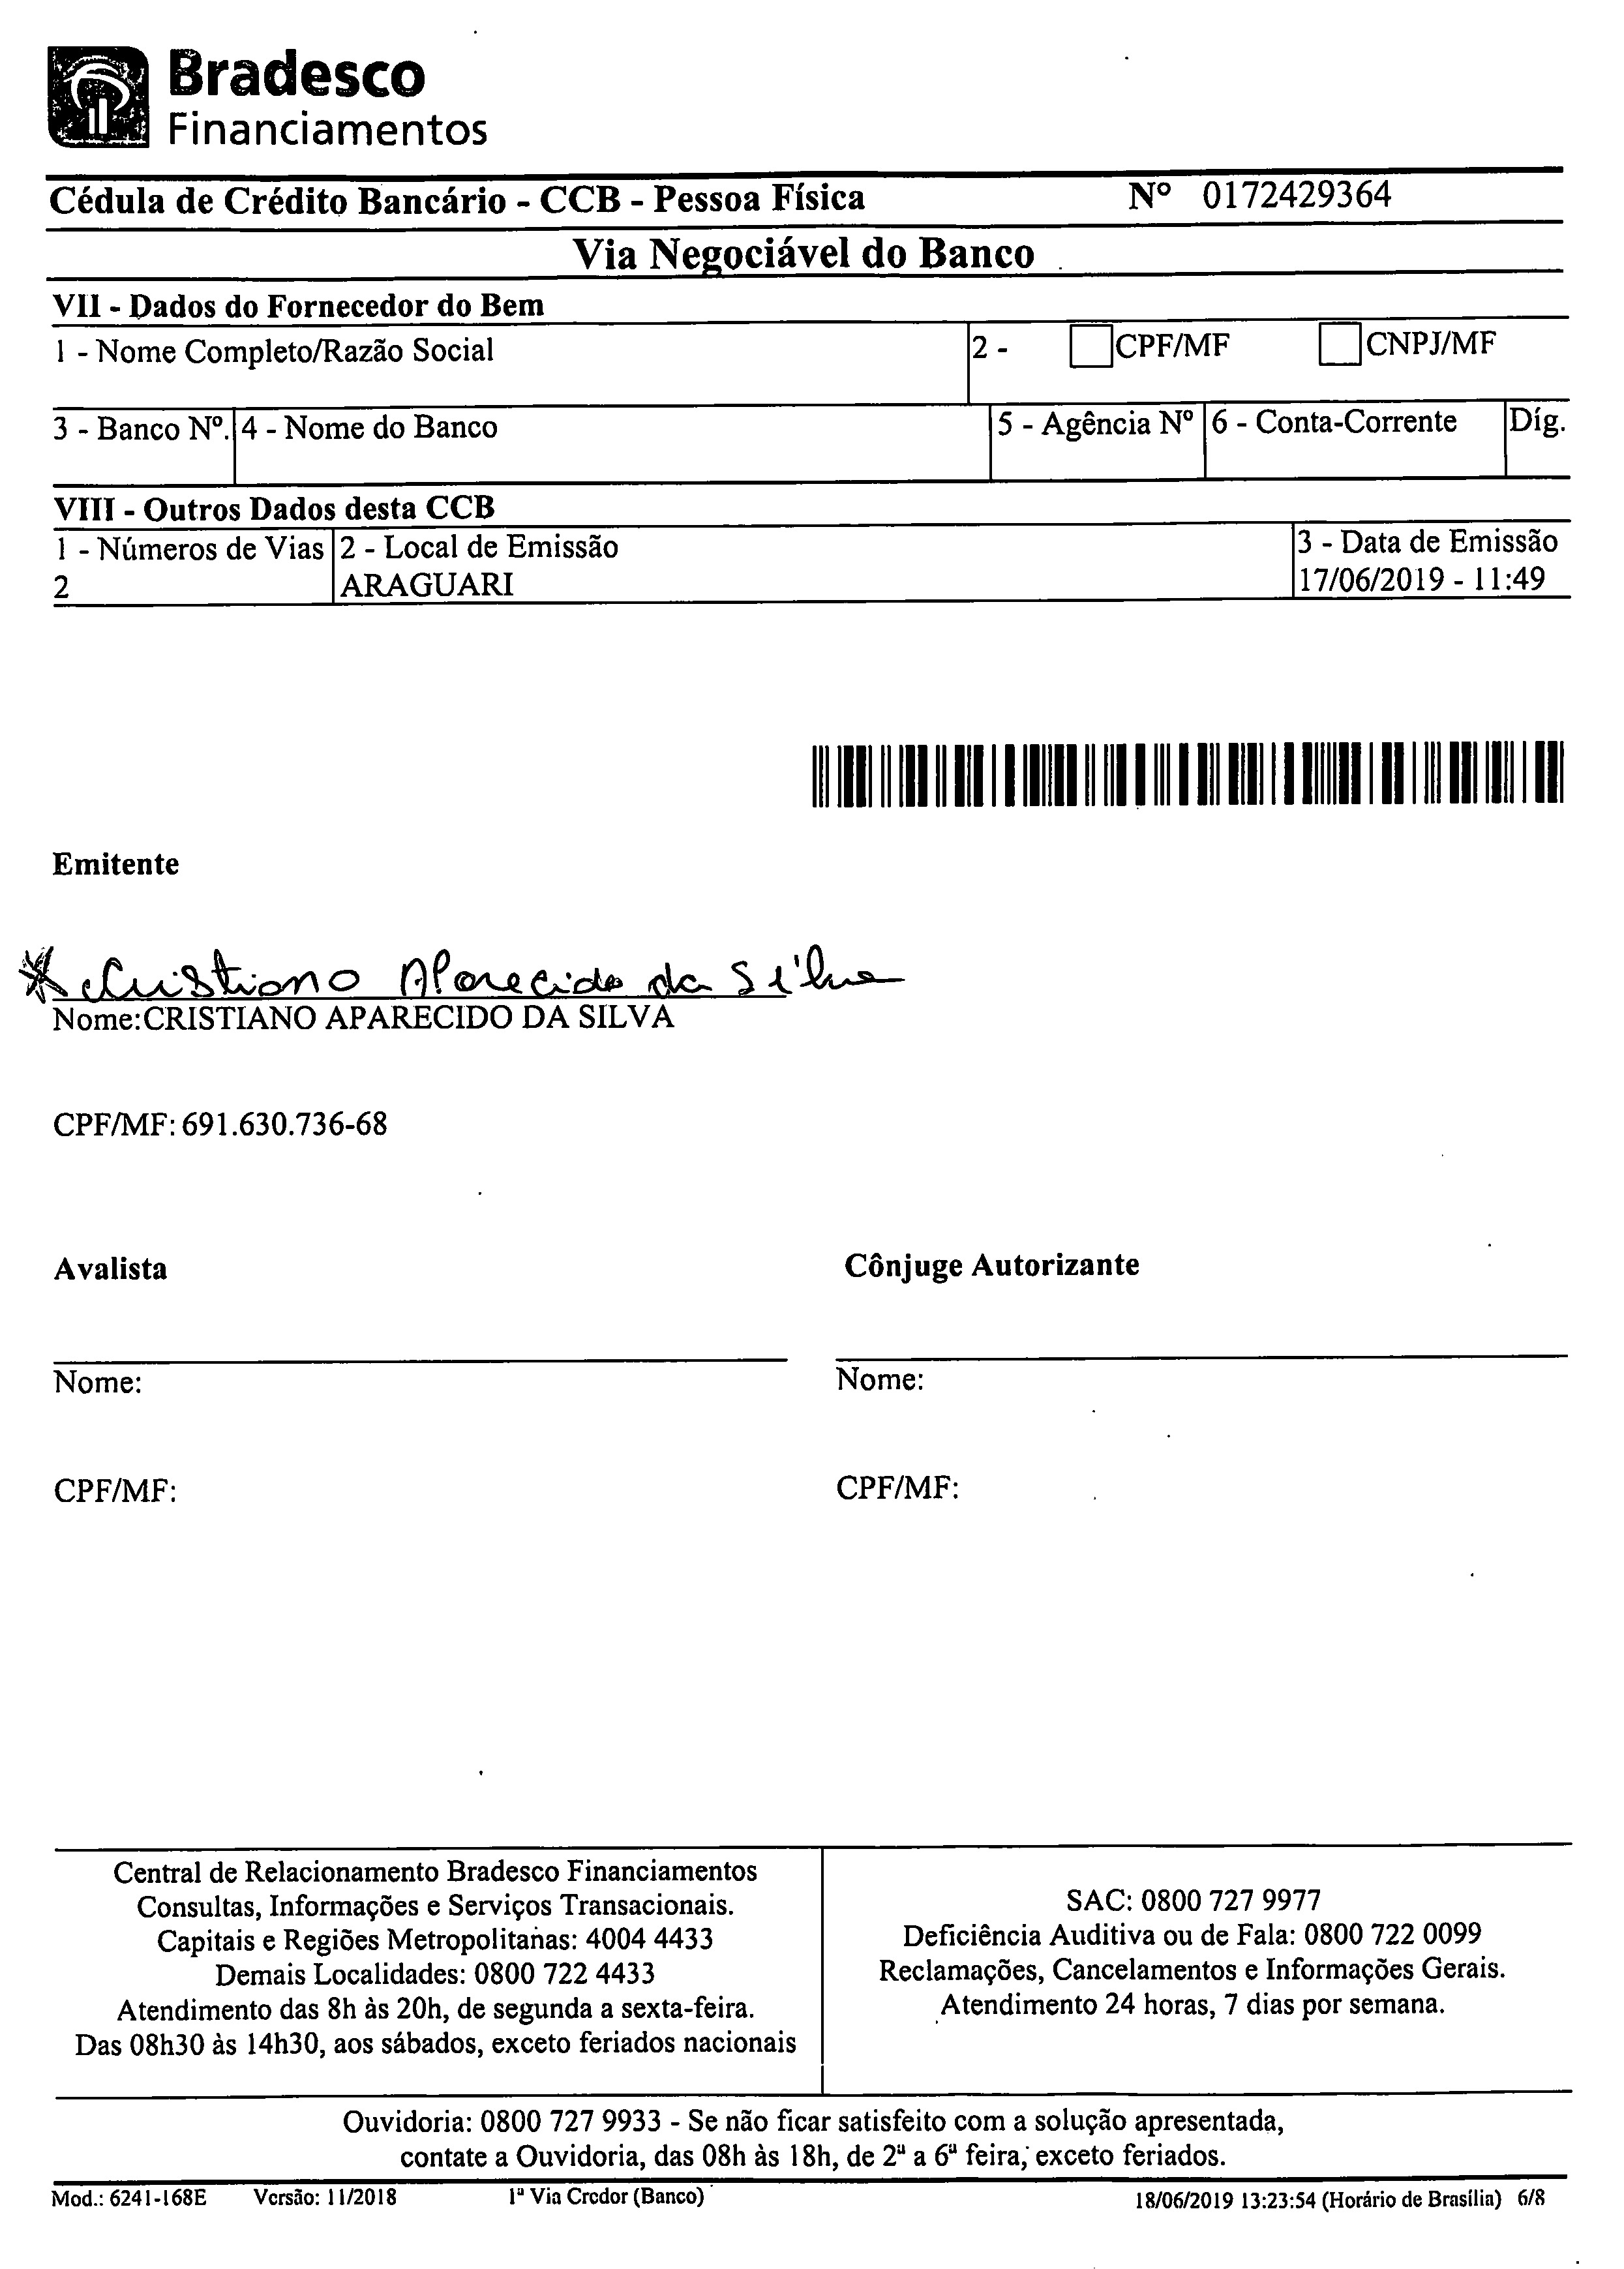 Bradesco
Financiamentos
Cédula de Crédito Bancário - CCB - Pessoa Física Nº 0172429364
Via Negociável do Banco
VII - Dados do Fornecedor do Bem
1 - Nome Completo/Razão Social 2 - CPF/MF CNPJ/MF
3 - Banco Nº. 4 - Nome do Banco 5 - Agência Nº 6 - Conta-Corrente Díg.
VIII - Outros Dados desta CCB
1 - Números de Vias 2 - Local de Emissão 3 - Data de Emissão
2 ARAGUARI 17/06/2019 - 11:49
Emitente
Cristiano Aparecido da Silva
Nome:CRISTIANO APARECIDO DA SILVA
CPF/MF: 691.630.736-68
Avalista Cônjuge Autorizante
Nome: Nome:
CPF/MF: CPF/MF:
Central de Relacionamento Bradesco Financiamentos
Consultas, Informações e Serviços Transacionais.
Capitais e Regiões Metropolitanas: 4004 4433
Demais Localidades: 0800 722 4433
Atendimento das 8h às 20h, de segunda a sexta-feira.
Das 08h30 às 14h30, aos sábados, exceto feriados nacionais
SAC: 0800 727 9977
Deficiência Auditiva ou de Fala: 0800 722 0099
Reclamações, Cancelamentos e Informações Gerais.
Atendimento 24 horas, 7 dias por semana.
Ouvidoria: 0800 727 9933 - Se não ficar satisfeito com a solução apresentada,
contate a Ouvidoria, das 08h às 18h, de 2ª a 6ª feira, exceto feriados.
Mod.: 6241-168E Versão: 11/2018 1ª Via Credor (Banco) 18/06/2019 13:23:54 (Horário de Brasília) 6/8